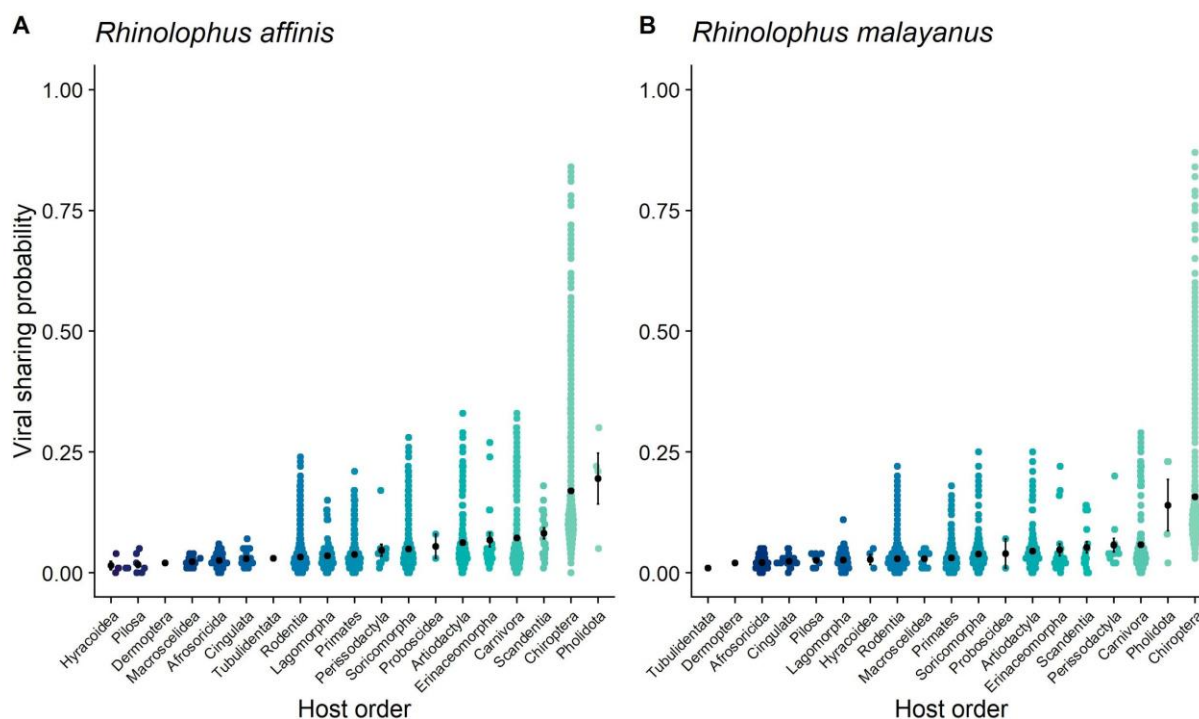 A
Rhinolophus affinis
B
Rhinolophus malayanus
Viral sharing probability
1.00
0.75
0.50
0.25
0.00
1.00
0.75
0.50
0.25
0.00
Hyracoidea
Pilosa
Dermoptera
Macroscelidea
Afrosoricida
Cingulata
Tubulidentata
Rodentia
Lagomorpha
Primates
Perissodactyla
Soricomorpha
Proboscidea
Artiodactyla
Erinaceomorpha
Carnivora
Scandentia
Chiroptera
Pholidota
Tubulidentata
Dermoptera
Afrosoricida
Cingulata
Pilosa
Lagomorpha
Hyracoidea
Rodentia
Macroscelidea
Primates
Soricomorpha
Proboscidea
Artiodactyla
Erinaceomorpha
Scandentia
Perissodactyla
Carnivora
Pholidota
Chiroptera
Host order
Host order